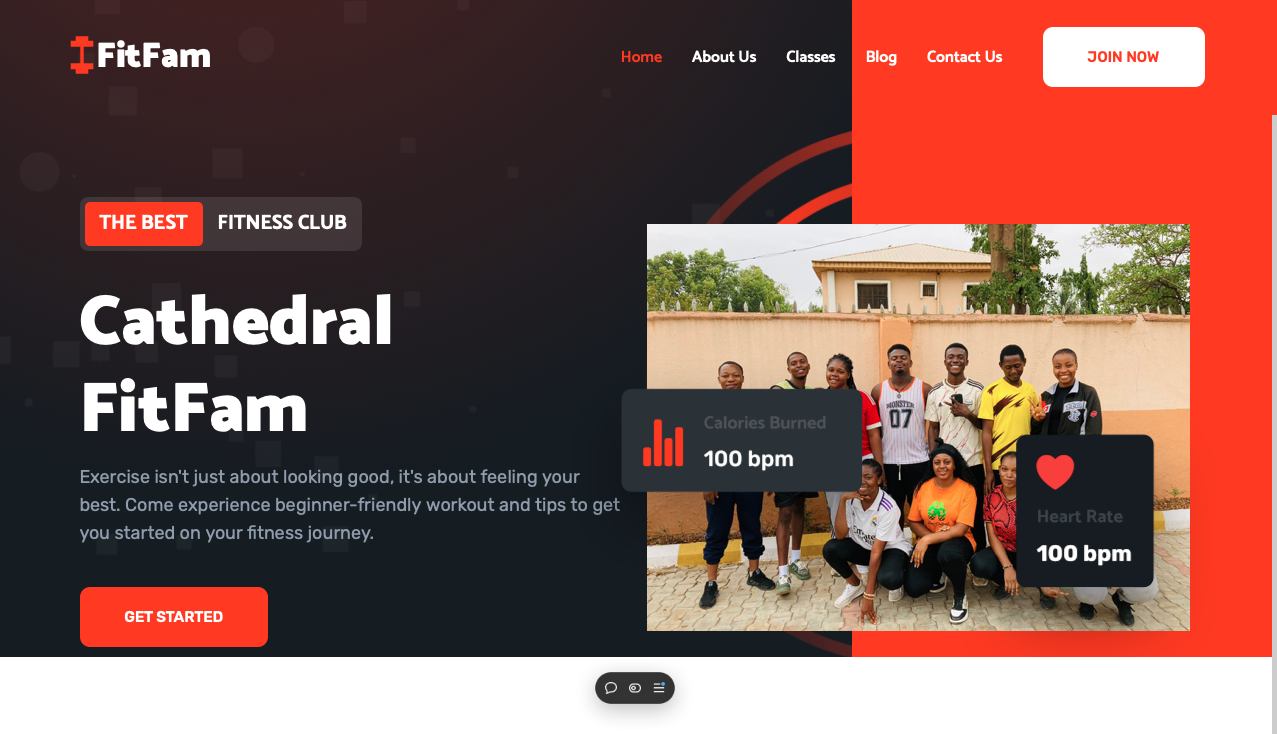 FitFam
Home About Us Classes Blog Contact Us JOIN NOW
THE BEST FITNESS CLUB
Cathedral
FitFam
Exercise isn't just about looking good, it's about feeling your
best. Come experience beginner-friendly workout and tips to get
you started on your fitness journey.
GET STARTED
Calories Burned
100 bpm
Heart Rate
100 bpm
MONSTER
07